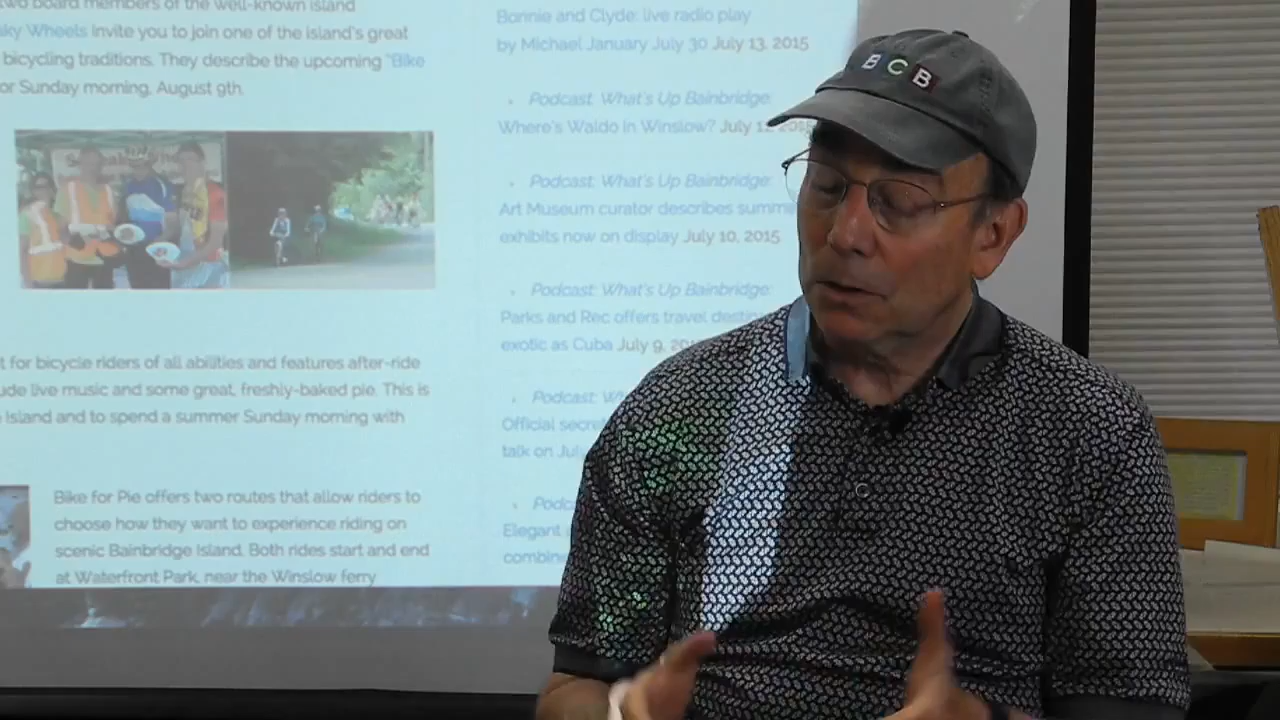 two board members of the well-known island
ky Wheels invite you to join one of the island's great
bicycling traditions. They describe the upcoming "Bike
or Sunday morning, August 9th.
t for bicycle riders of all abilities and features after-ride
ude live music and some great, freshly-baked pie. This is
Island and to spend a summer Sunday morning with
Bike for Pie offers two routes that allow riders to
choose how they want to experience riding on
scenic Bainbridge Island. Both rides start and end
at Waterfront Park, near the Winslow ferry
Bonnie and Clyde: live radio play
by Michael January July 30 July 13, 2015
Podcast: What's Up Bainbridge:
Where's Waldo in Winslow? July 2015
Podcast: What's Up Bainbridge:
Art Museum curator describes summe
exhibits now on display July 10, 2015
Podcast: What's Up Bainbridge:
Parks and Rec offers travel destin
exotic as Cuba July 9, 201
Podcast: Wh
Official secre
talk on Jul
Podc
Elegant
combine
BCB